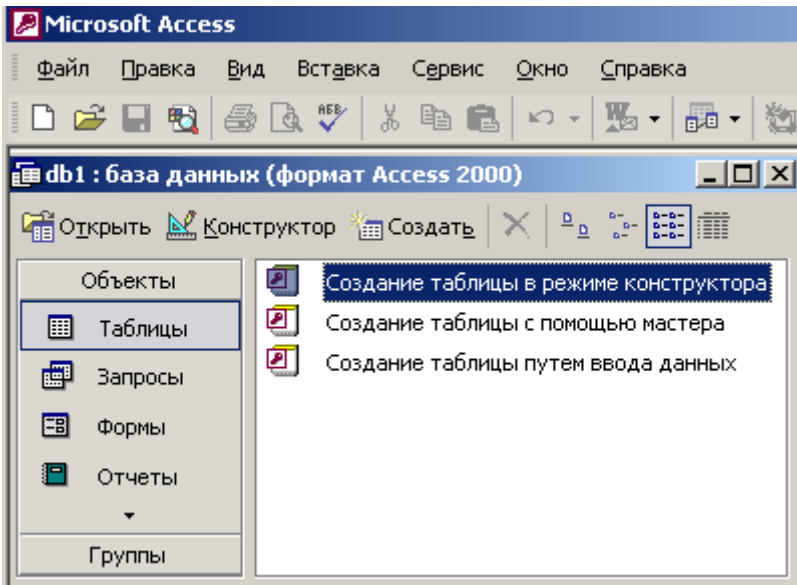 Microsoft Access
Файл Правка Вид Вставка Сервис Окно Справка
db1 : база данных (формат Access 2000)
Открыть Конструктор Создать
Объекты
Таблицы
Запросы
Формы
Отчеты
Группы
Создание таблицы в режиме конструктора
Создание таблицы с помощью мастера
Создание таблицы путем ввода данных